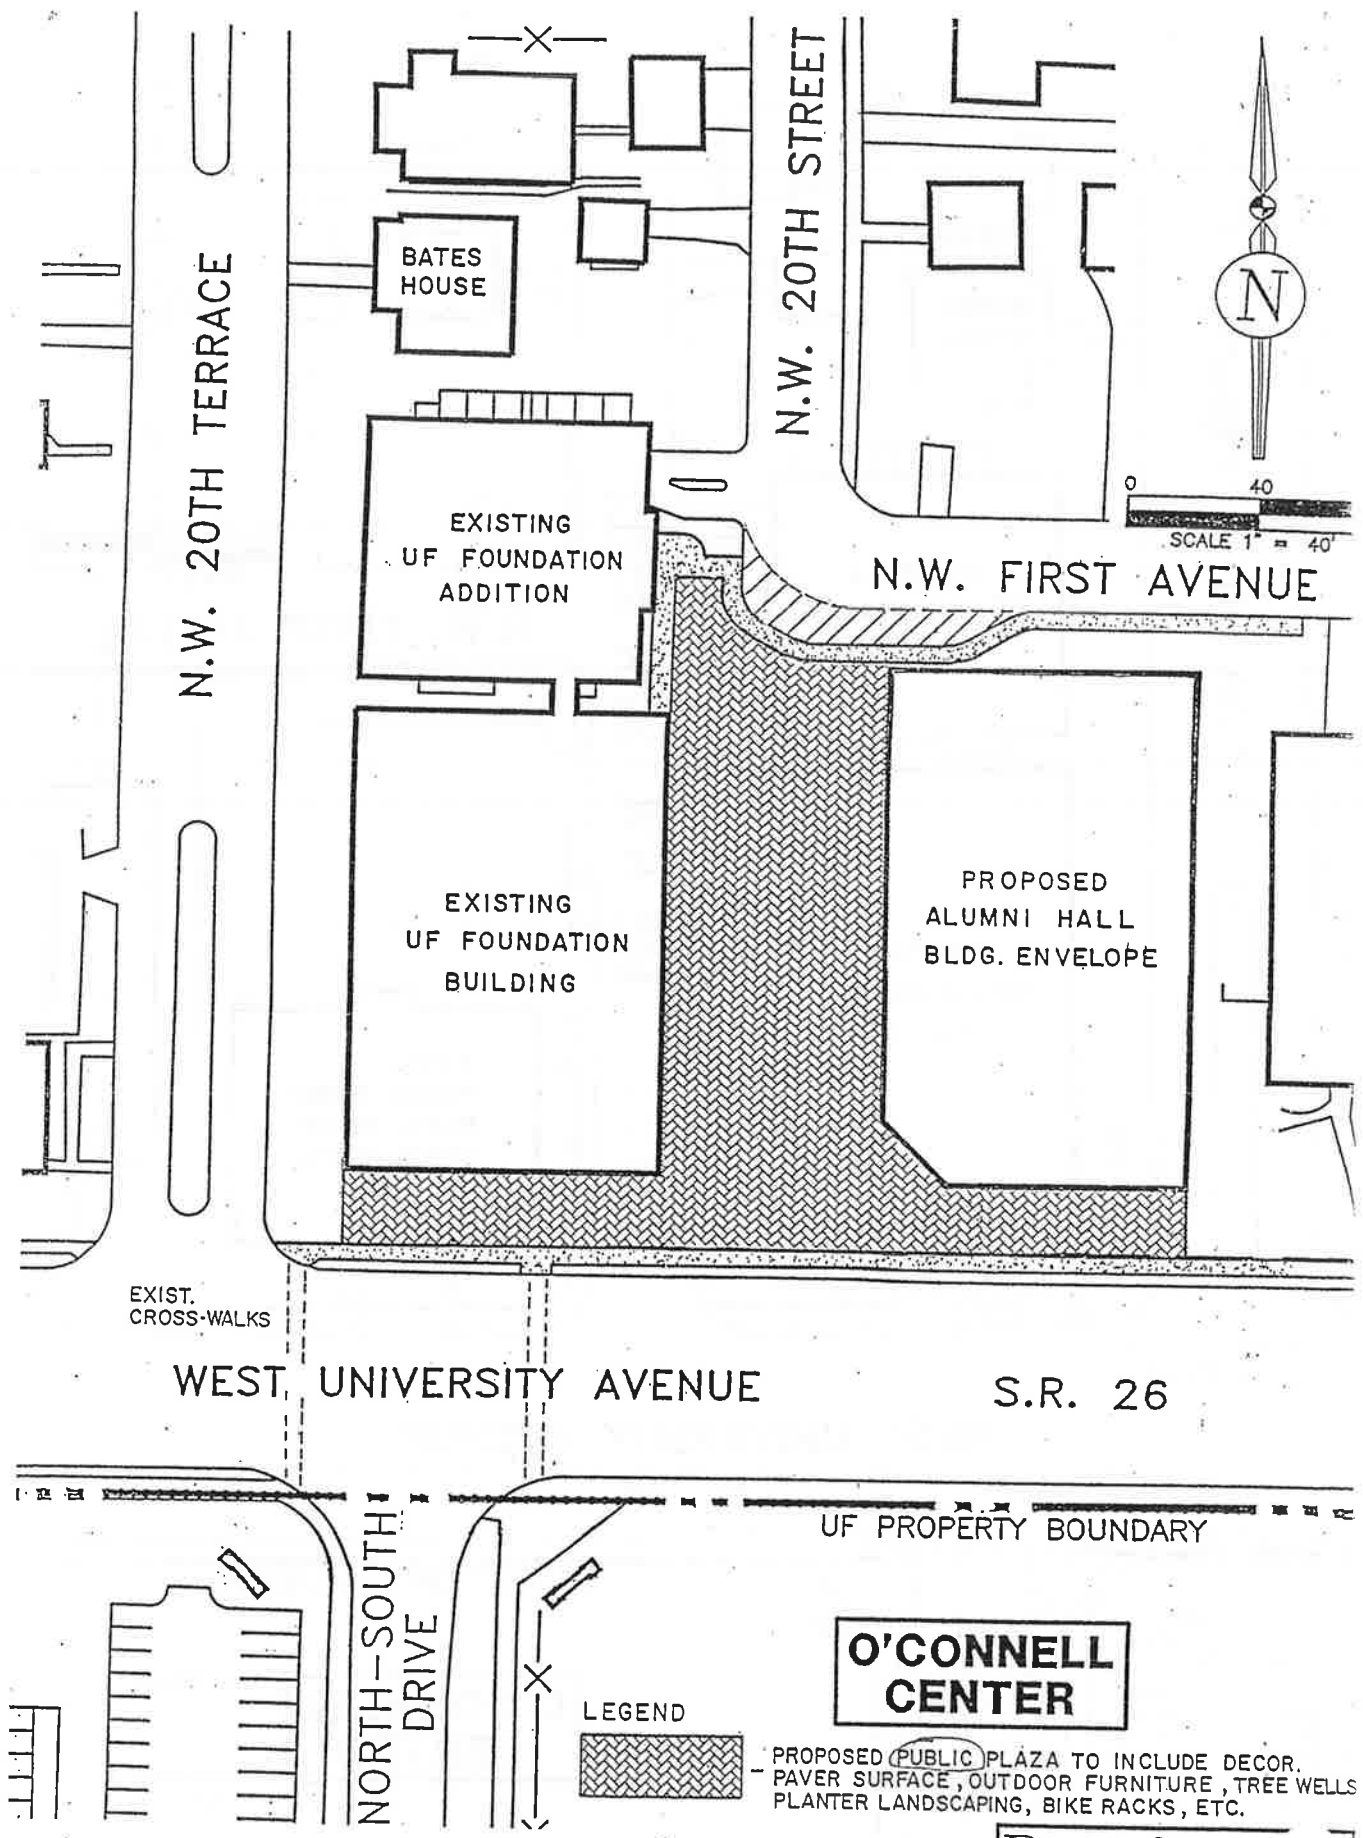 N.W. 20TH STREET
N.W. 20TH TERRACE
BATES
HOUSE
N
0 40
SCALE 1" = 40'
EXISTING
UF FOUNDATION
ADDITION
N.W. FIRST AVENUE
EXISTING
UF FOUNDATION
BUILDING
PROPOSED
ALUMNI HALL
BLDG. ENVELOPE
EXIST.
CROSS-WALKS
WEST UNIVERSITY AVENUE
S.R. 26
UF PROPERTY BOUNDARY
NORTH-SOUTH
DRIVE
O'CONNELL
CENTER
LEGEND
- PROPOSED PUBLIC PLAZA TO INCLUDE DECOR.
PAVER SURFACE, OUTDOOR FURNITURE, TREE WELLS
PLANTER LANDSCAPING, BIKE RACKS, ETC.